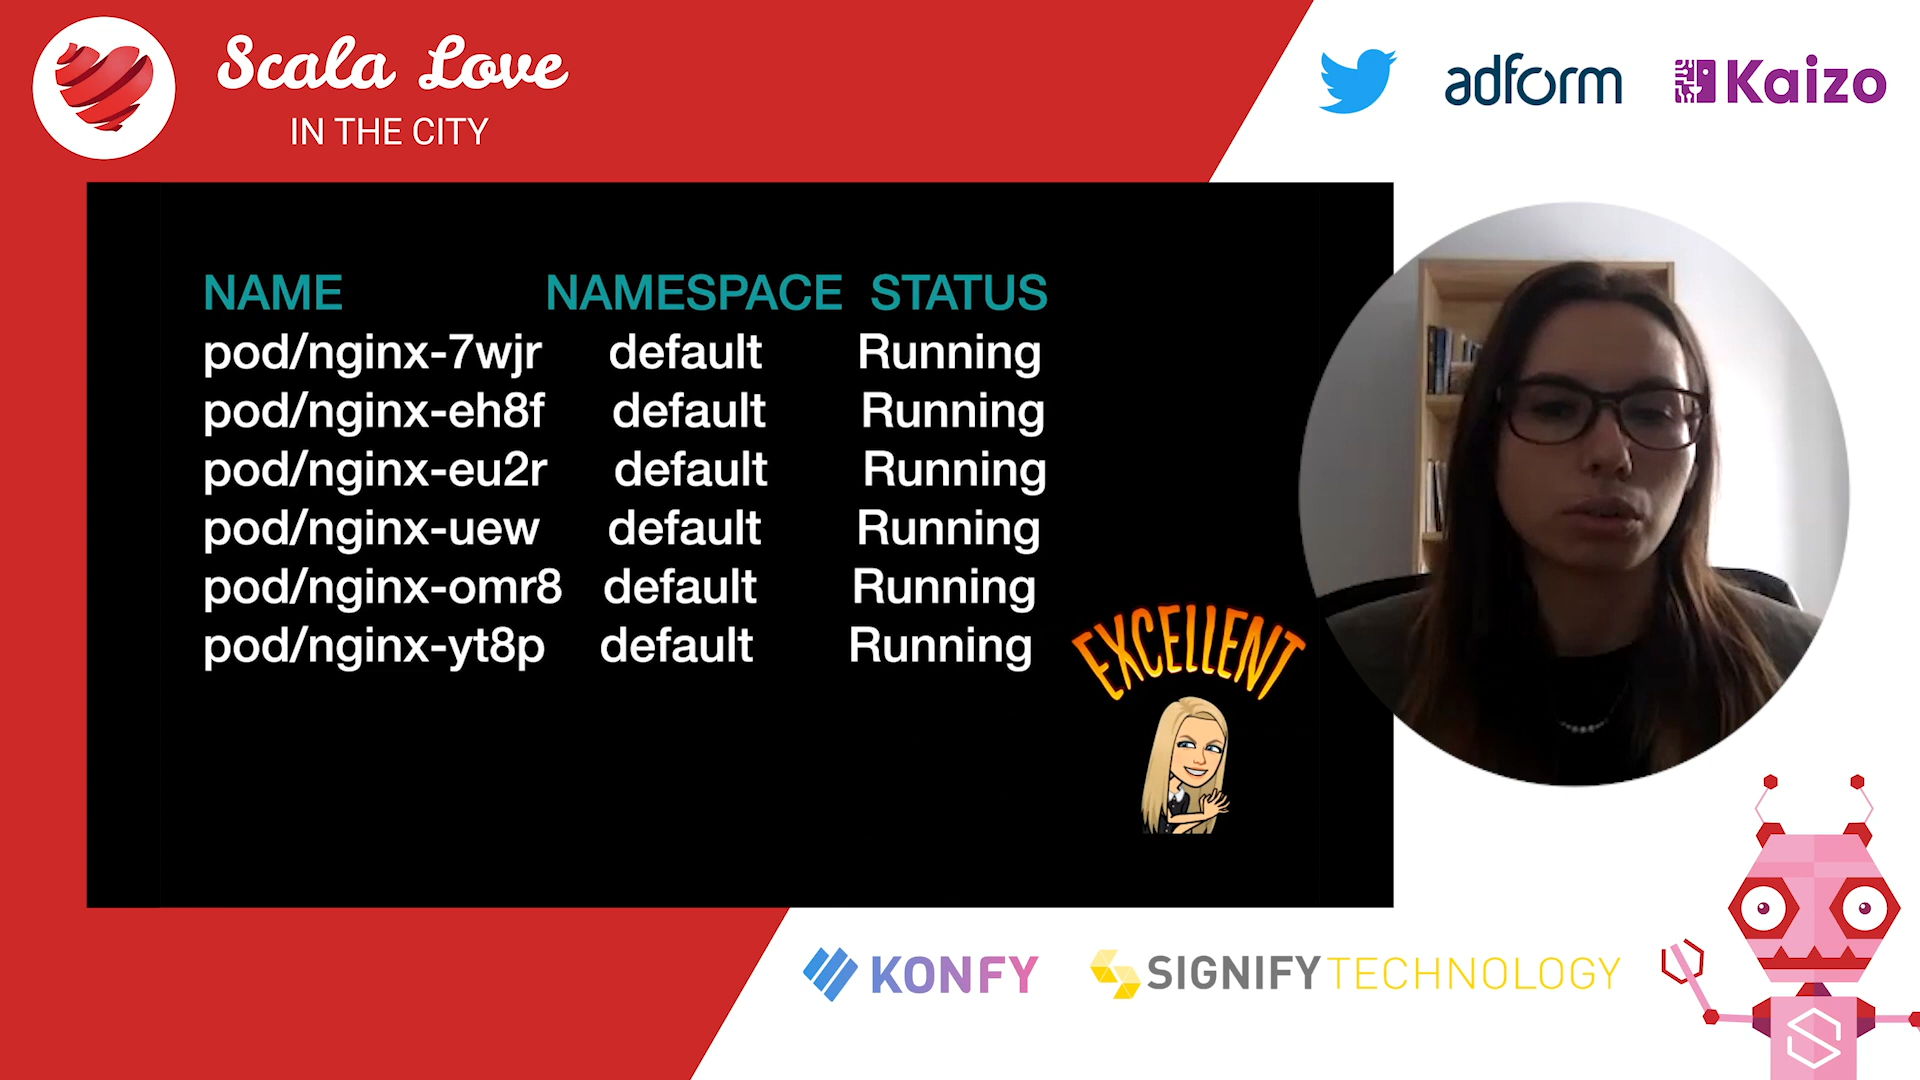 Scala Love
IN THE CITY
adform
Kaizo
NAME NAMESPACE STATUS
pod/nginx-7wjr default Running
pod/nginx-eh8f default Running
pod/nginx-eu2r default Running
pod/nginx-uew default Running
pod/nginx-omr8 default Running
pod/nginx-yt8p default Running
EXCELLENT
KONFY
SIGNIFY TECHNOLOGY